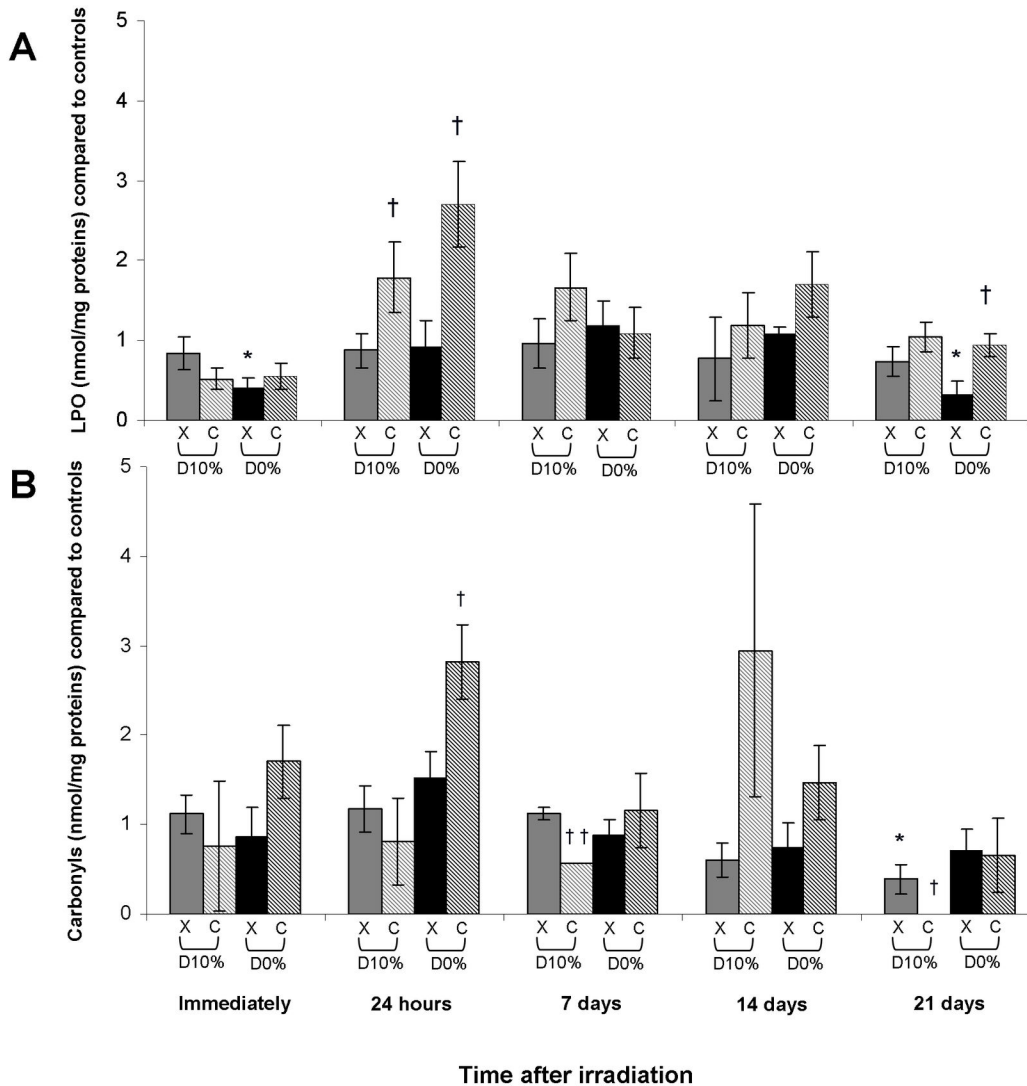 A
LPO (nmol/mg proteins) compared to controls
5
4
3
2
1
0
†
†
*
*
†
X C X C X C X C X C X C X C X C X C X C
D10% D0% D10% D0% D10% D0% D10% D0% D10% D0%
B
Carbonyls (nmol/mg proteins) compared to controls
5
4
3
2
1
0
†
††
*
†
X C X C X C X C X C X C X C X C X C X C
D10% D0% D10% D0% D10% D0% D10% D0% D10% D0%
Immediately 24 hours 7 days 14 days 21 days
Time after irradiation